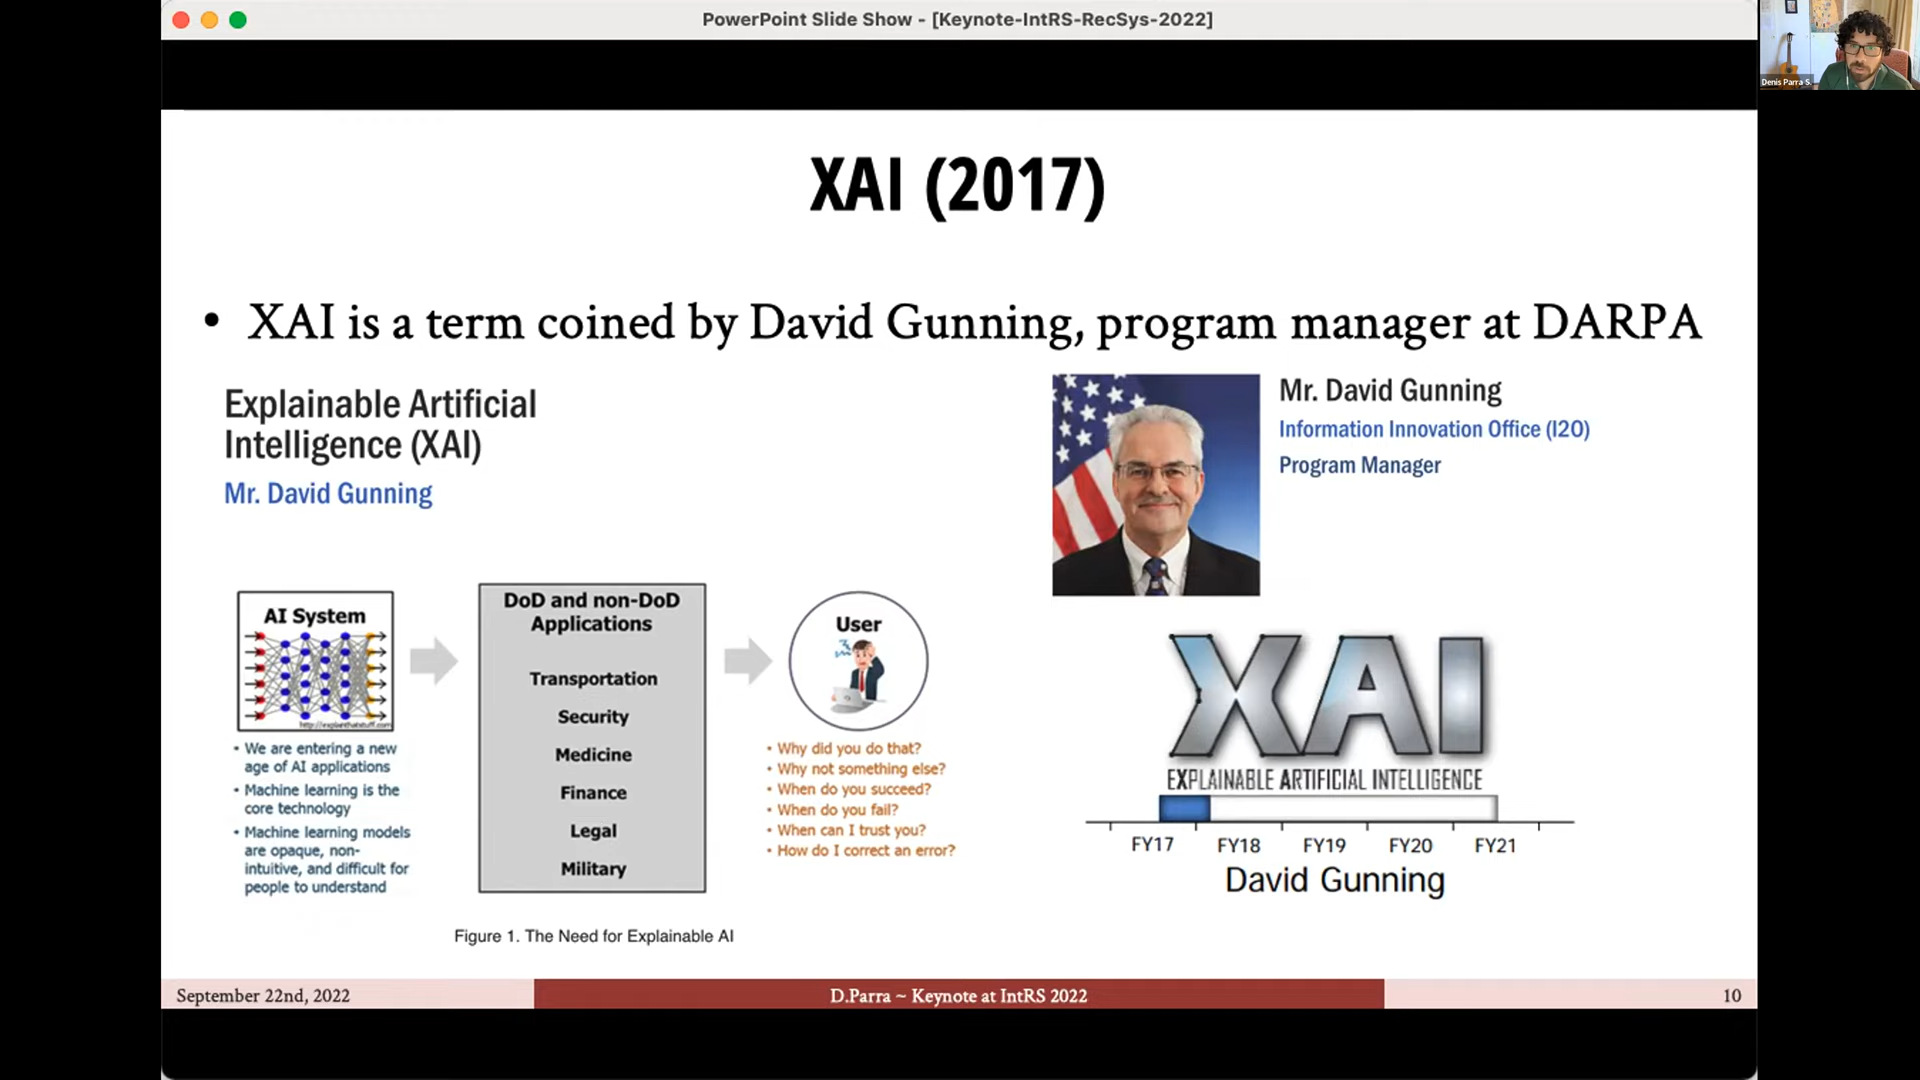 PowerPoint Slide Show - [Keynote-IntRS-RecSys-2022]
Denis Parra S.
XAI (2017)
• XAI is a term coined by David Gunning, program manager at DARPA
Explainable Artificial
Intelligence (XAI)
Mr. David Gunning
Mr. David Gunning
Information Innovation Office (I2O)
Program Manager
AI System
http://explainthatstuff.com
• We are entering a new
age of AI applications
• Machine learning is the
core technology
• Machine learning models
are opaque, non-
intuitive, and difficult for
people to understand
DoD and non-DoD
Applications
Transportation
Security
Medicine
Finance
Legal
Military
User
• Why did you do that?
• Why not something else?
• When do you succeed?
• When do you fail?
• When can I trust you?
• How do I correct an error?
Figure 1. The Need for Explainable AI
XAI
EXPLAINABLE ARTIFICIAL INTELLIGENCE
FY17 FY18 FY19 FY20 FY21
David Gunning
September 22nd, 2022
D.Parra ~ Keynote at IntRS 2022
10